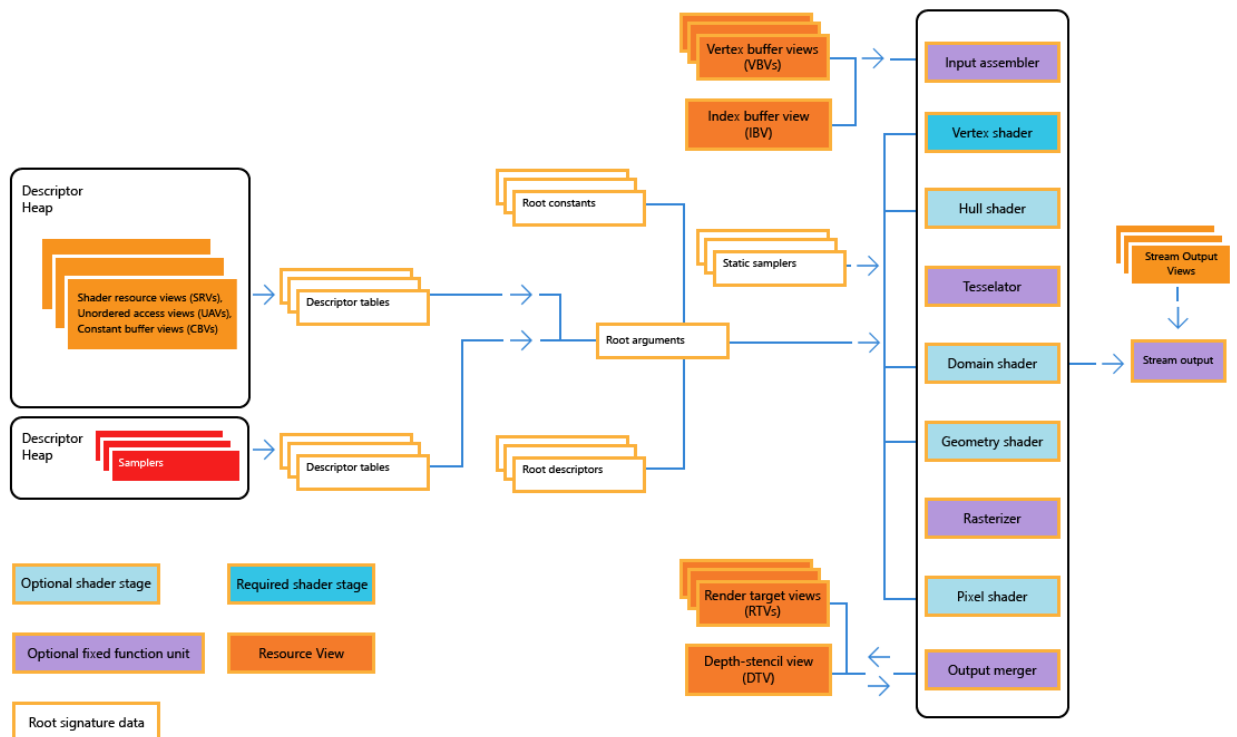 Vertex buffer views
(VBVs)
Index buffer view
(IBV)
Input assembler
Vertex shader
Hull shader
Tesselator
Domain shader
Geometry shader
Rasterizer
Pixel shader
Output merger
Descriptor
Heap
Shader resource views (SRVs),
Unordered access views (UAVs),
Constant buffer views (CBVs)
Descriptor tables
Root constants
Static samplers
Root arguments
Stream Output
Views
Stream output
Descriptor
Heap
Samplers
Descriptor tables
Root descriptors
Render target views
(RTVs)
Depth-stencil view
(DTV)
Optional shader stage
Required shader stage
Optional fixed function unit
Resource View
Root signature data